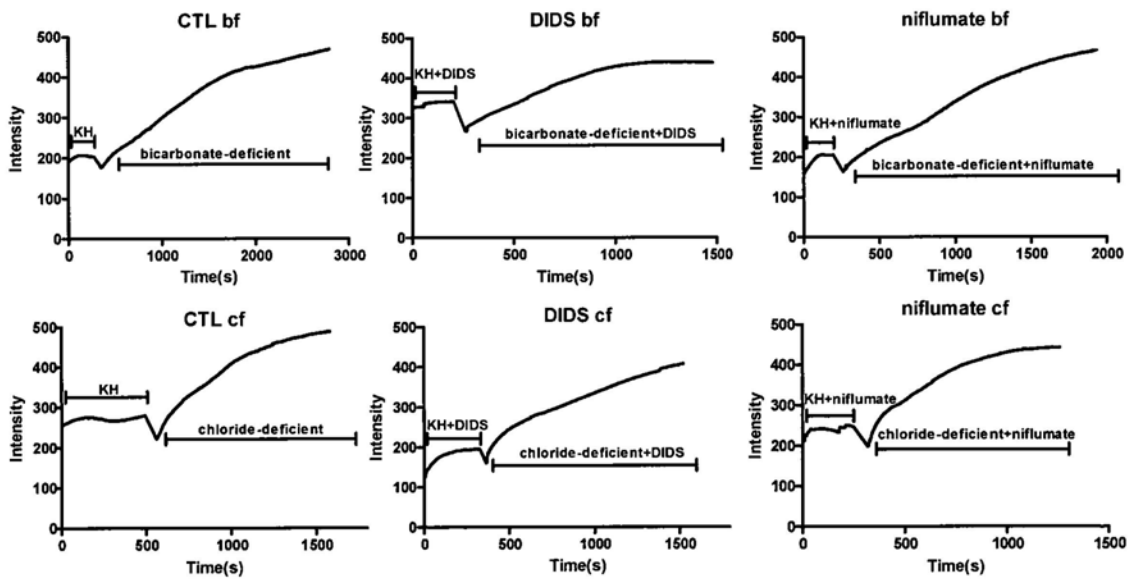 CTL bf
500
400
300
200
100
0
Intensity
KH
bicarbonate-deficient
0 1000 2000 3000
Time(s)
DIDS bf
500
400
300
200
100
0
Intensity
KH+DIDS
bicarbonate-deficient+DIDS
0 500 1000 1500
Time(s)
niflumate bf
500
400
300
200
100
0
Intensity
KH+niflumate
bicarbonate-deficient+niflumate
0 500 1000 1500 2000
Time(s)
CTL cf
500
400
300
200
100
0
Intensity
KH
chloride-deficient
0 500 1000 1500
Time(s)
DIDS cf
500
400
300
200
100
0
Intensity
KH+DIDS
chloride-deficient+DIDS
0 500 1000 1500
Time(s)
niflumate cf
500
400
300
200
100
0
Intensity
KH+niflumate
chloride-deficient+niflumate
0 500 1000 1500
Time(s)